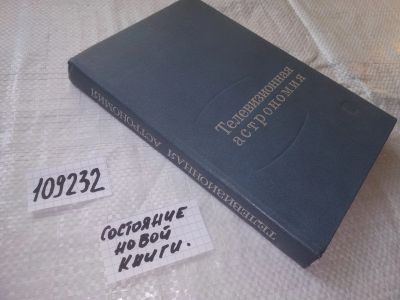 Телевизионная
астрономия
ТЕЛЕВИЗИОННАЯ АСТРОНОМИЯ
109232
СОСТОЯНИЕ
НОВОЙ
КНИГИ.